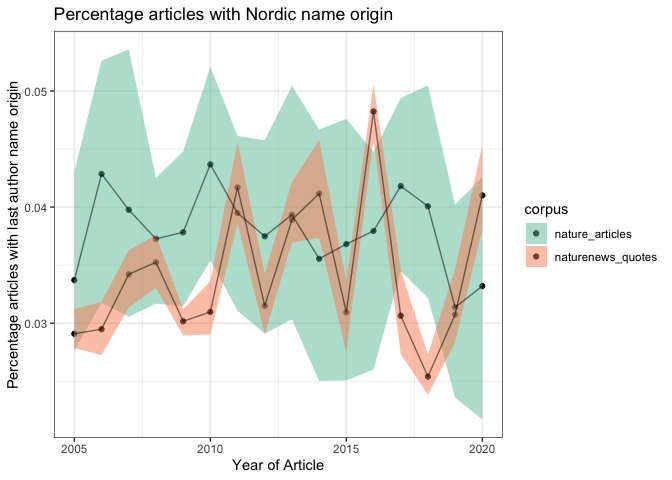 Percentage articles with Nordic name origin
Percentage articles with last author name origin
0.05
0.04
0.03
2005
2010
2015
2020
Year of Article
corpus
nature_articles
naturenews_quotes